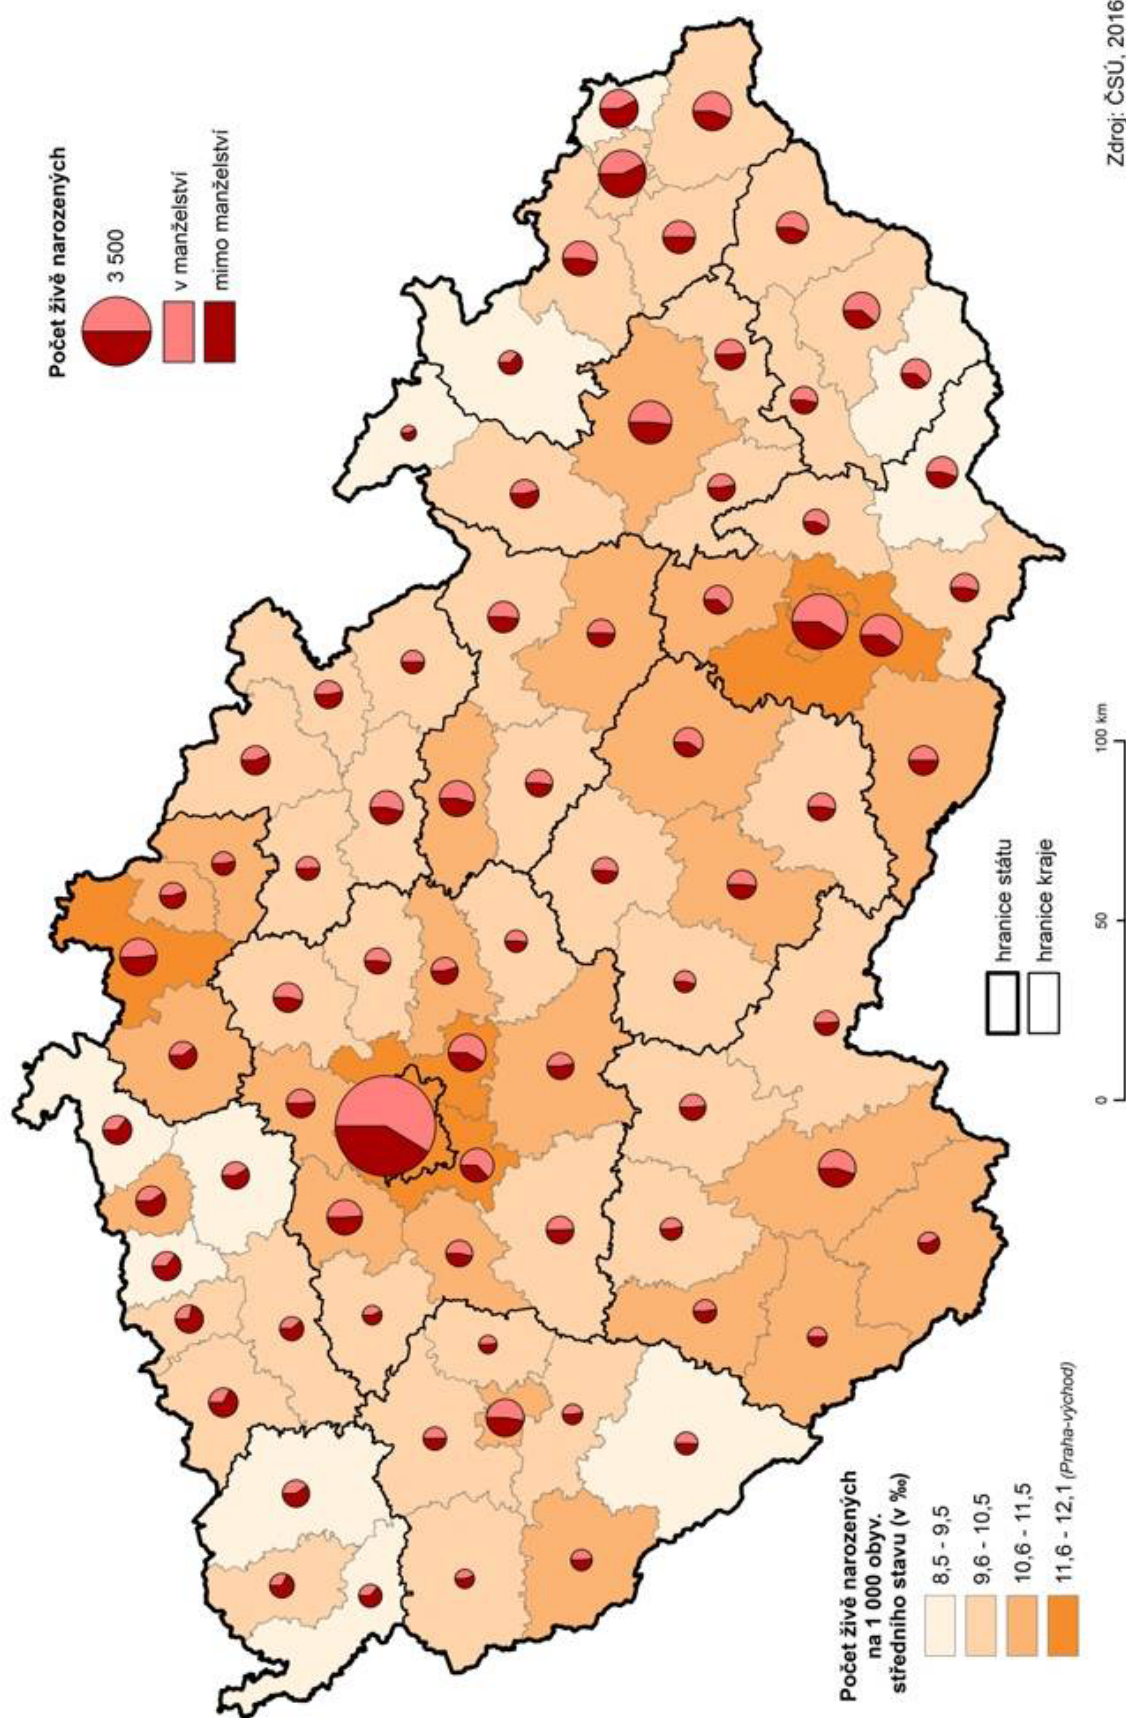 Počet živě narozených
3 500
v manželství
mimo manželství
Počet živě narozených
na 1 000 obyv.
středního stavu (v ‰)
8,5 - 9,5
9,6 - 10,5
10,6 - 11,5
11,6 - 12,1 (Praha-východ)
hranice státu
hranice kraje
0 50 100 km
Zdroj: ČSÚ, 2016